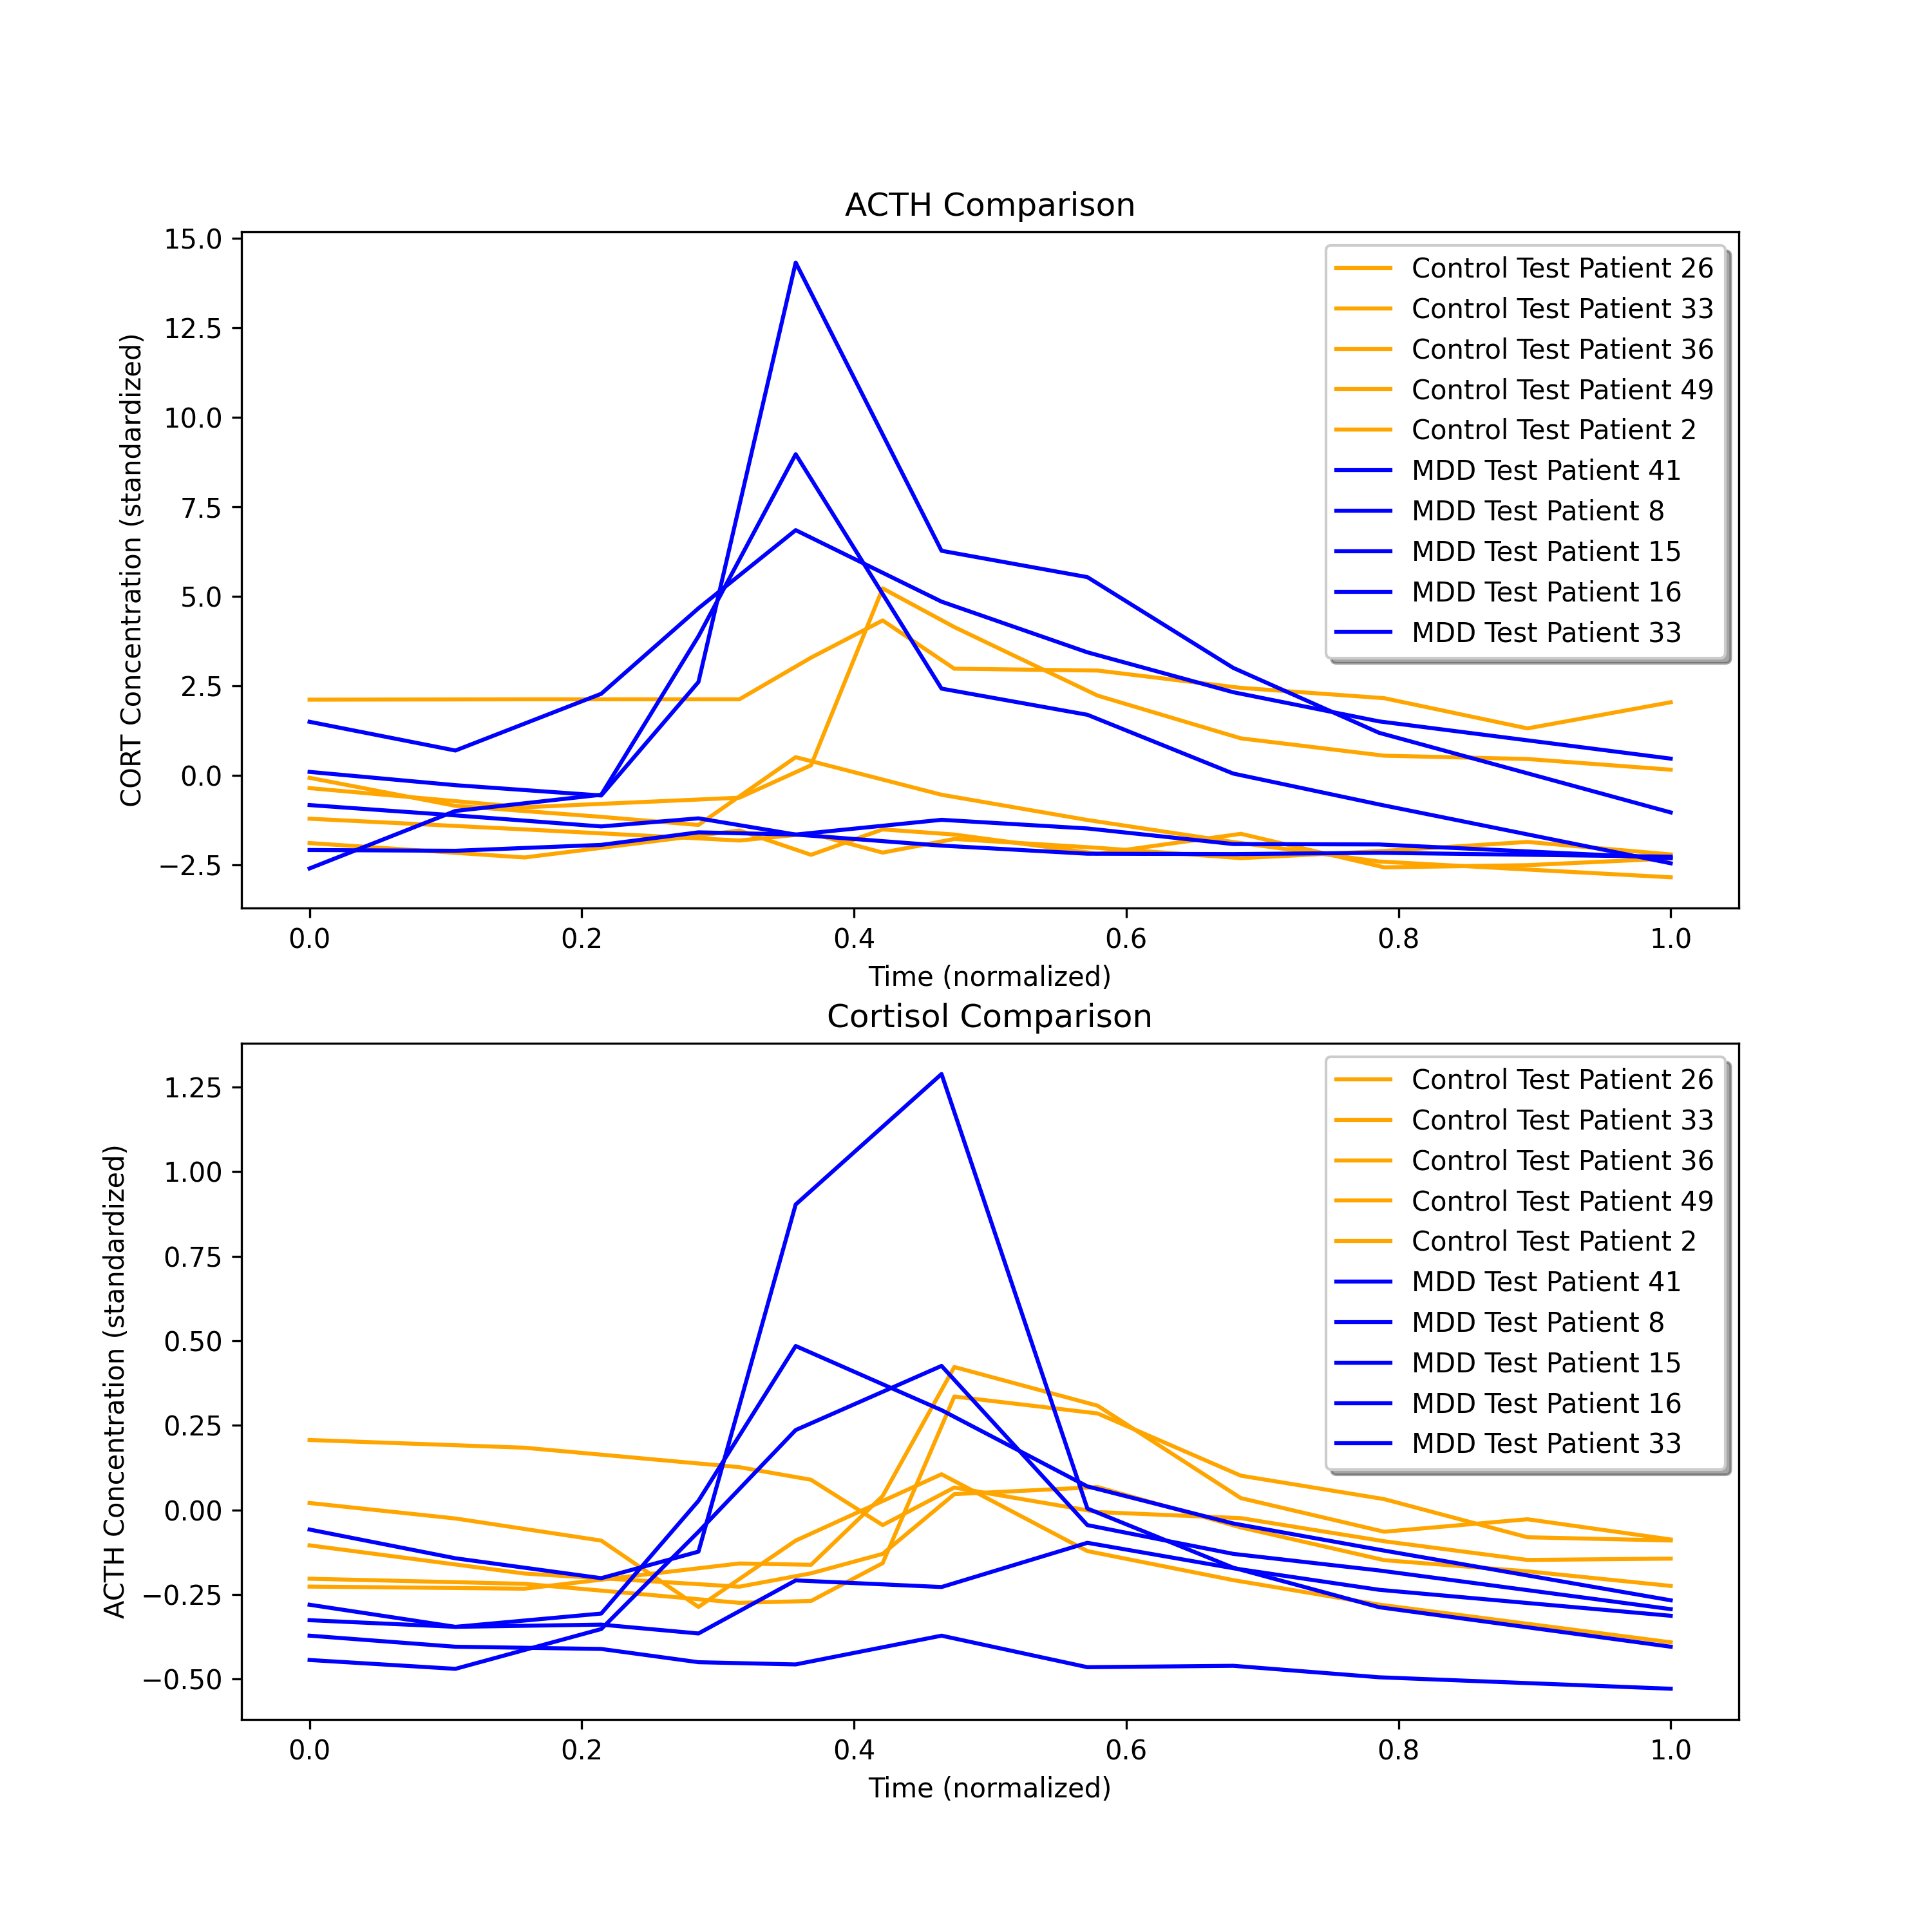 ACTH Comparison
CORT Concentration (standardized)
15.0
12.5
10.0
7.5
5.0
2.5
0.0
−2.5
Control Test Patient 26
Control Test Patient 33
Control Test Patient 36
Control Test Patient 49
Control Test Patient 2
MDD Test Patient 41
MDD Test Patient 8
MDD Test Patient 15
MDD Test Patient 16
MDD Test Patient 33
0.0 0.2 0.4 0.6 0.8 1.0
Time (normalized)
Cortisol Comparison
ACTH Concentration (standardized)
1.25
1.00
0.75
0.50
0.25
0.00
−0.25
−0.50
Control Test Patient 26
Control Test Patient 33
Control Test Patient 36
Control Test Patient 49
Control Test Patient 2
MDD Test Patient 41
MDD Test Patient 8
MDD Test Patient 15
MDD Test Patient 16
MDD Test Patient 33
0.0 0.2 0.4 0.6 0.8 1.0
Time (normalized)